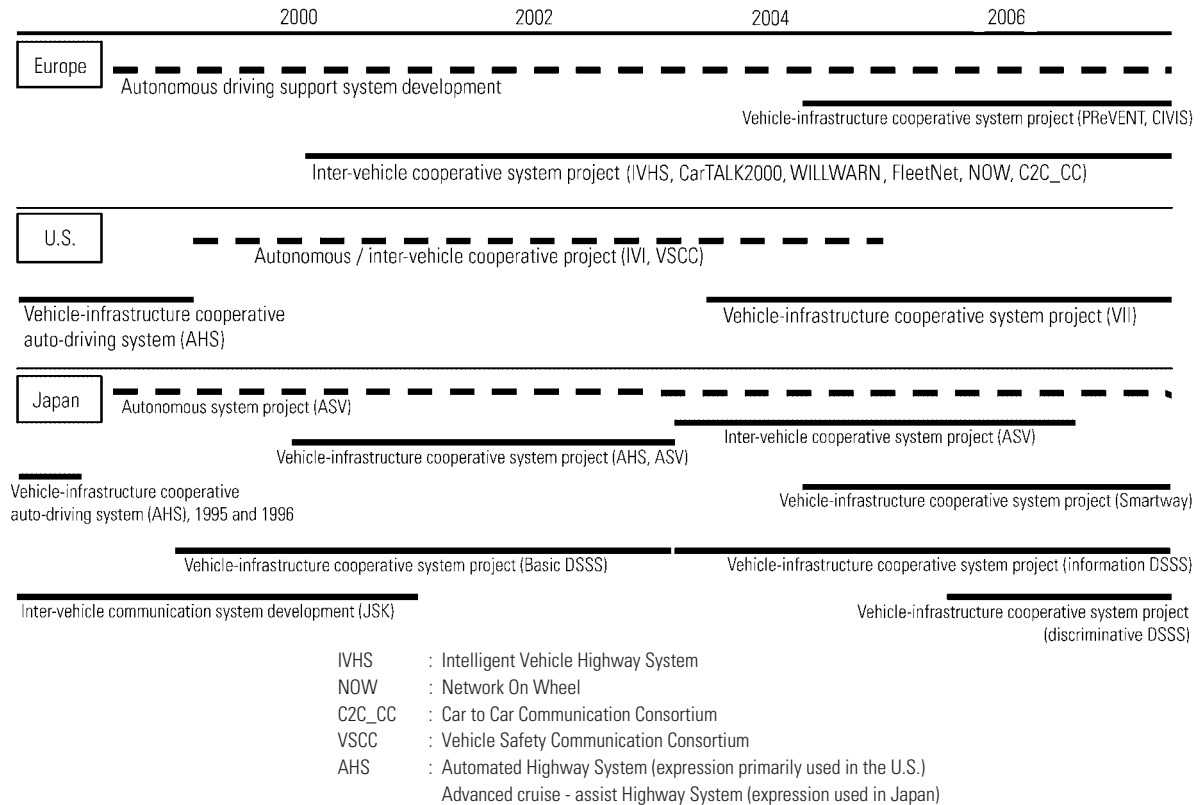 2000 2002 2004 2006
Europe
Autonomous driving support system development
Vehicle-infrastructure cooperative system project (PReVENT, CIVIS)
Inter-vehicle cooperative system project (IVHS, CarTALK2000, WILLWARN, FleetNet, NOW, C2C_CC)
U.S.
Autonomous / inter-vehicle cooperative project (IVI, VSCC)
Vehicle-infrastructure cooperative
auto-driving system (AHS)
Vehicle-infrastructure cooperative system project (VII)
Japan
Autonomous system project (ASV)
Inter-vehicle cooperative system project (ASV)
Vehicle-infrastructure cooperative system project (AHS, ASV)
Vehicle-infrastructure cooperative
auto-driving system (AHS), 1995 and 1996
Vehicle-infrastructure cooperative system project (Smartway)
Vehicle-infrastructure cooperative system project (Basic DSSS)
Vehicle-infrastructure cooperative system project (information DSSS)
Inter-vehicle communication system development (JSK)
Vehicle-infrastructure cooperative system project
(discriminative DSSS)
IVHS : Intelligent Vehicle Highway System
NOW : Network On Wheel
C2C_CC : Car to Car Communication Consortium
VSCC : Vehicle Safety Communication Consortium
AHS : Automated Highway System (expression primarily used in the U.S.)
Advanced cruise - assist Highway System (expression used in Japan)